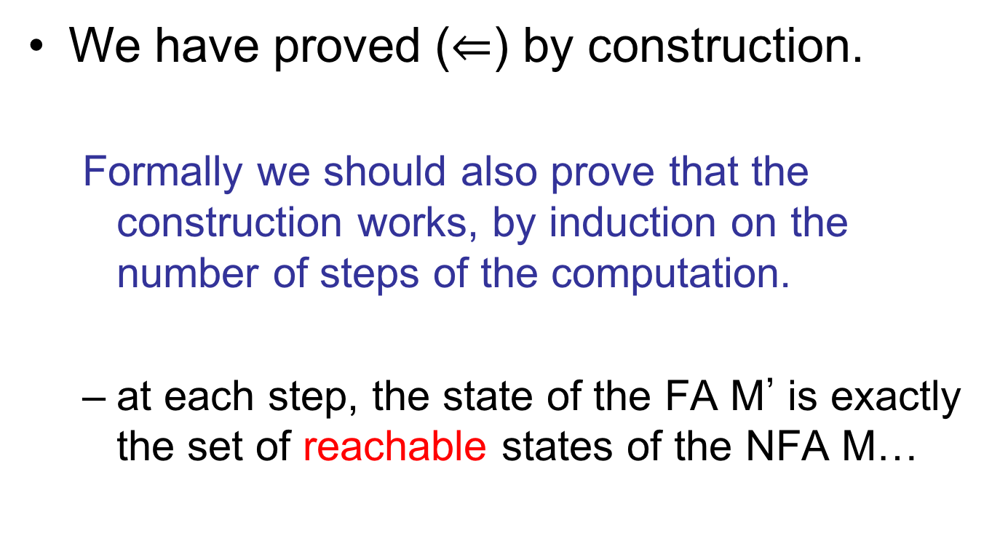 • We have proved (⇐) by construction.
Formally we should also prove that the
construction works, by induction on the
number of steps of the computation.
– at each step, the state of the FA M’ is exactly
the set of reachable states of the NFA M…